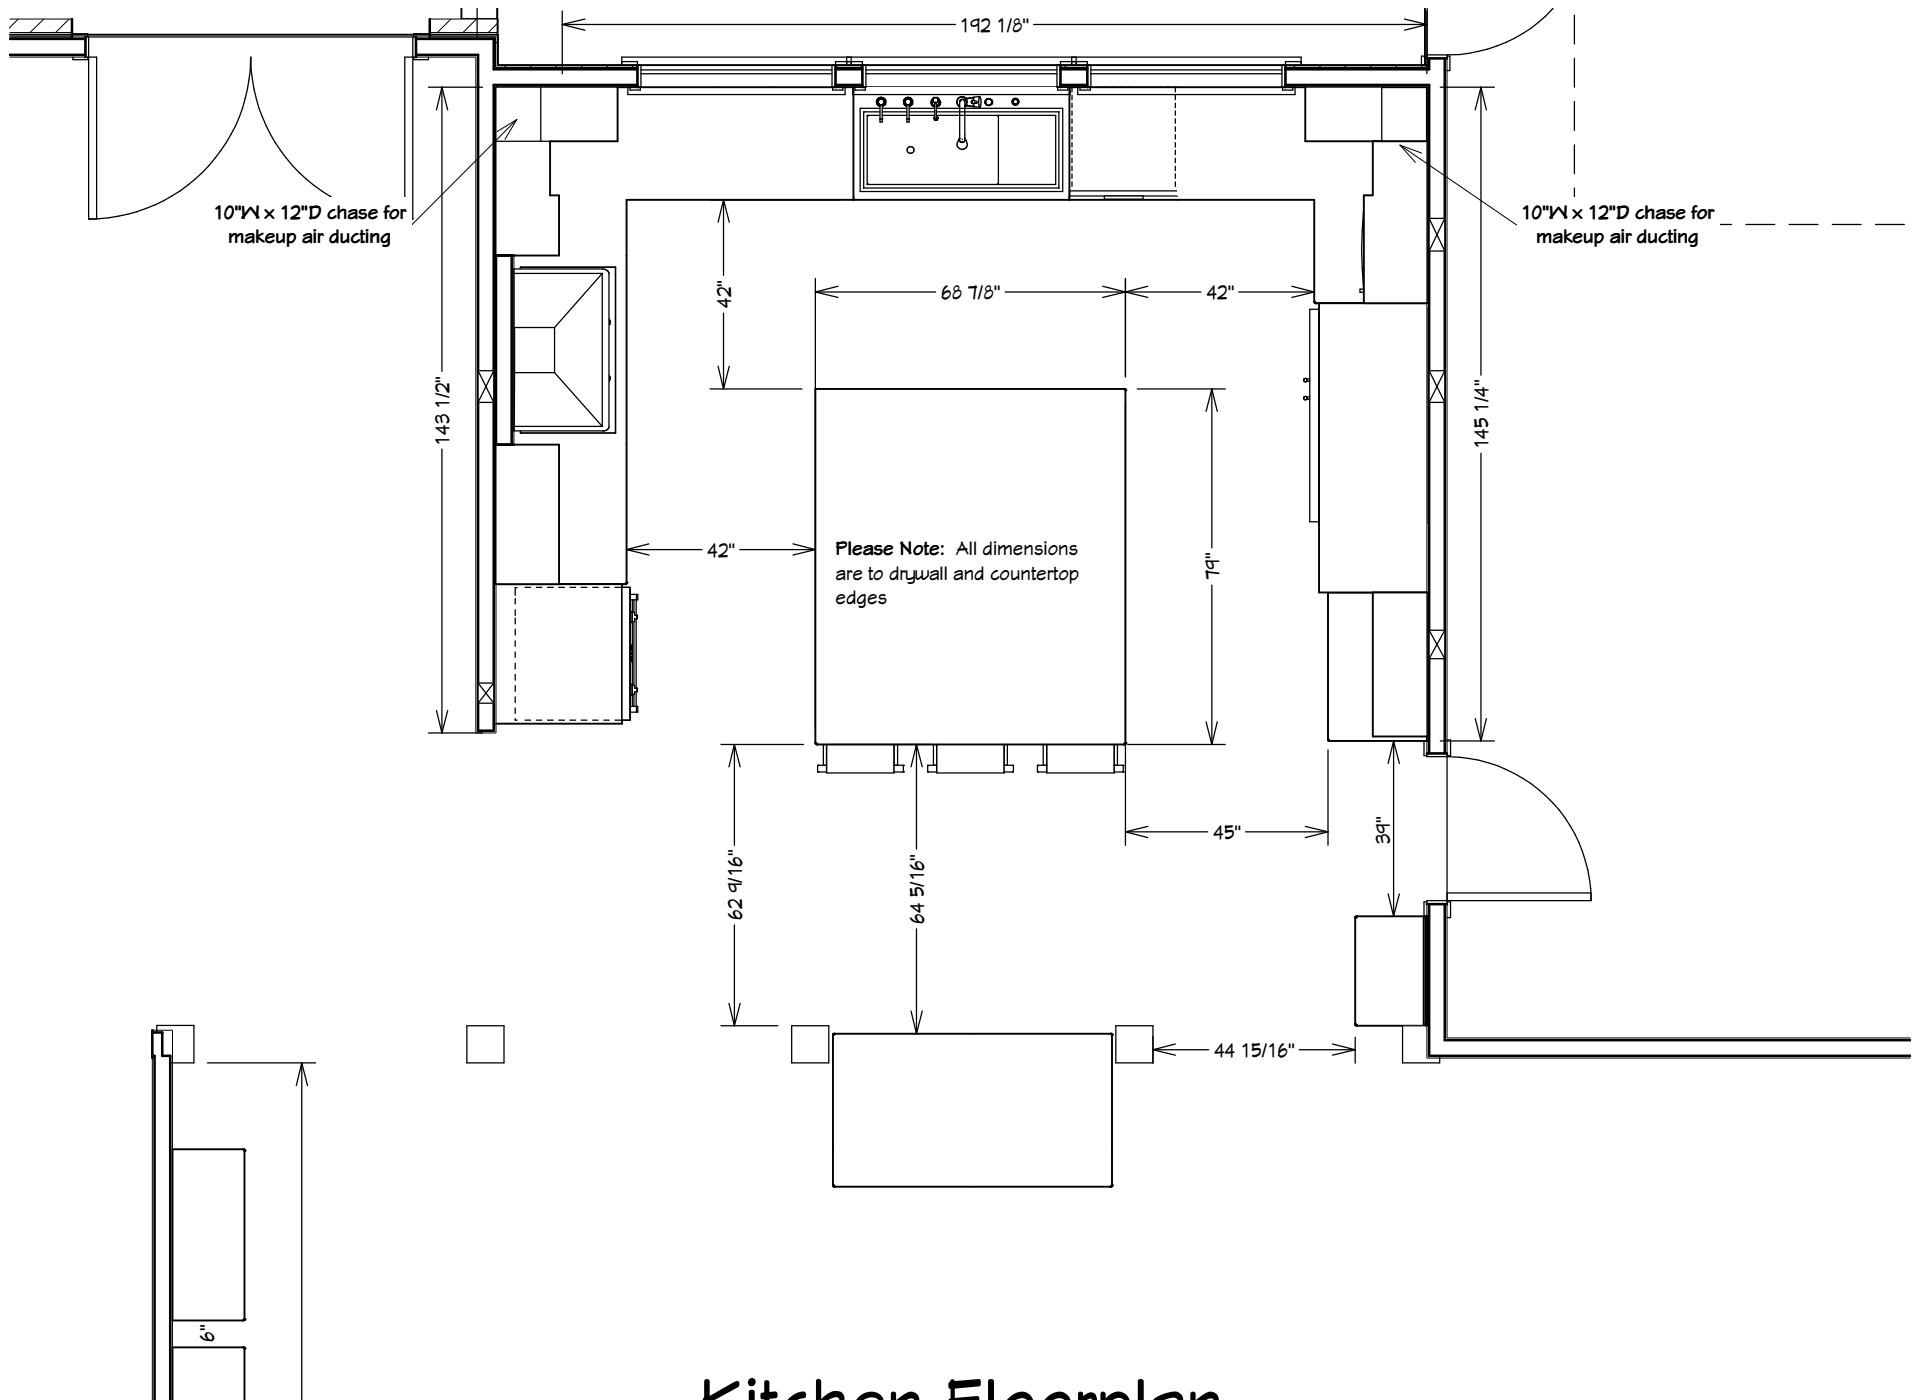 192 1/8"
10"W x 12"D chase for
makeup air ducting
10"W x 12"D chase for
makeup air ducting
42"
68 7/8"
42"
143 1/2"
145 1/4"
42"
Please Note: All dimensions
are to drywall and countertop
edges
79"
45"
39"
62 9/16"
64 5/16"
44 15/16"
6"
Kitchen Floorplan